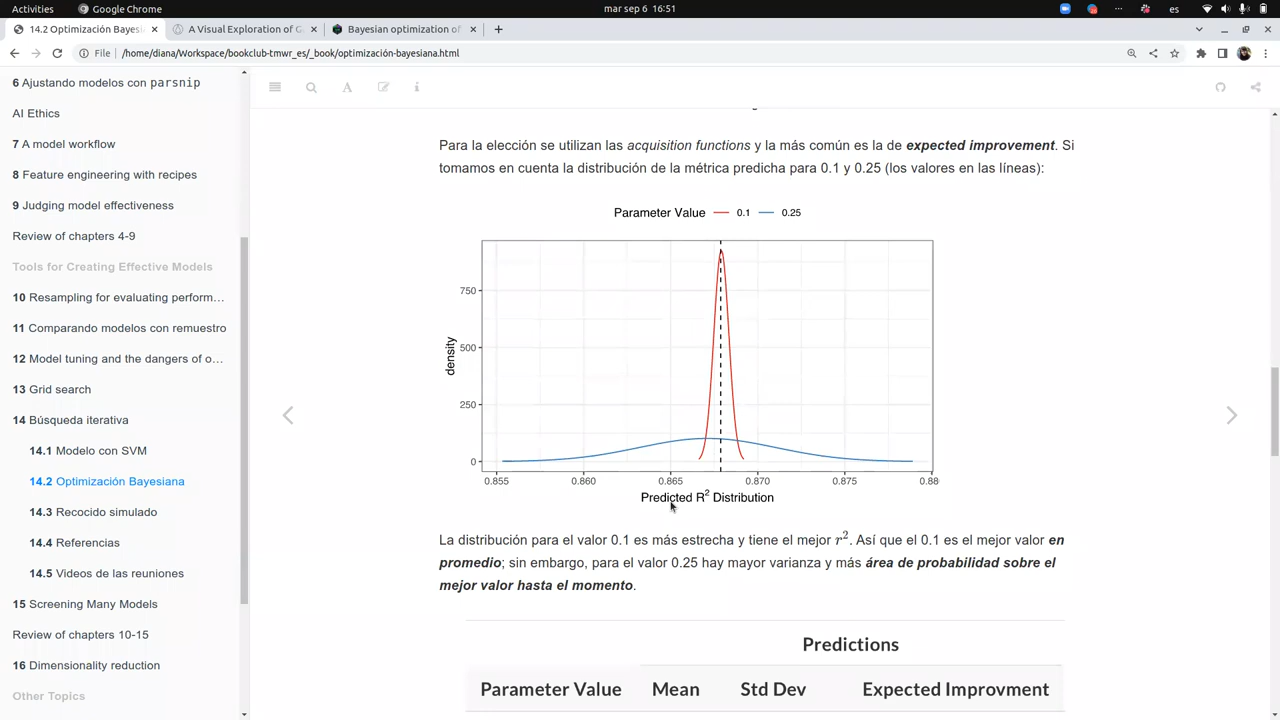 Activities
Google Chrome
mar sep 6 16:51
es
14.2 Optimización Bayesi
A Visual Exploration of G
Bayesian optimization of
File
/home/diana/Workspace/bookclub-tmwr_es/_book/optimización-bayesiana.html
6 Ajustando modelos con parsnip
AI Ethics
7 A model workflow
8 Feature engineering with recipes
9 Judging model effectiveness
Review of chapters 4-9
Tools for Creating Effective Models
10 Resampling for evaluating perform…
11 Comparando modelos con remuestro
12 Model tuning and the dangers of o…
13 Grid search
14 Búsqueda iterativa
14.1 Modelo con SVM
14.2 Optimización Bayesiana
14.3 Recocido simulado
14.4 Referencias
14.5 Videos de las reuniones
15 Screening Many Models
Review of chapters 10-15
16 Dimensionality reduction
Other Topics
Para la elección se utilizan las acquisition functions y la más común es la de expected improvement. Si
tomamos en cuenta la distribución de la métrica predicha para 0.1 y 0.25 (los valores en las líneas):
Parameter Value 0.1 0.25
density
750
500
250
0
0.855 0.860 0.865 0.870 0.875 0.88
Predicted R² Distribution
La distribución para el valor 0.1 es más estrecha y tiene el mejor r². Así que el 0.1 es el mejor valor en
promedio; sin embargo, para el valor 0.25 hay mayor varianza y más área de probabilidad sobre el
mejor valor hasta el momento.
Predictions
Parameter Value Mean Std Dev Expected Improvment